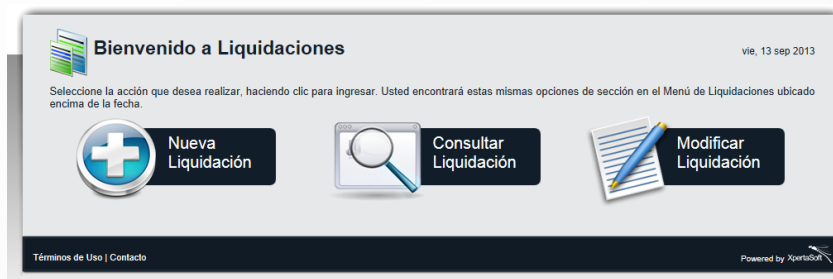 Bienvenido a Liquidaciones
vie, 13 sep 2013
Seleccione la acción que desea realizar, haciendo clic para ingresar. Usted encontrará estas mismas opciones de sección en el Menú de Liquidaciones ubicado
encima de la fecha.
Nueva
Liquidación
Consultar
Liquidación
Modificar
Liquidación
Términos de Uso | Contacto
Powered by XpertaSoft